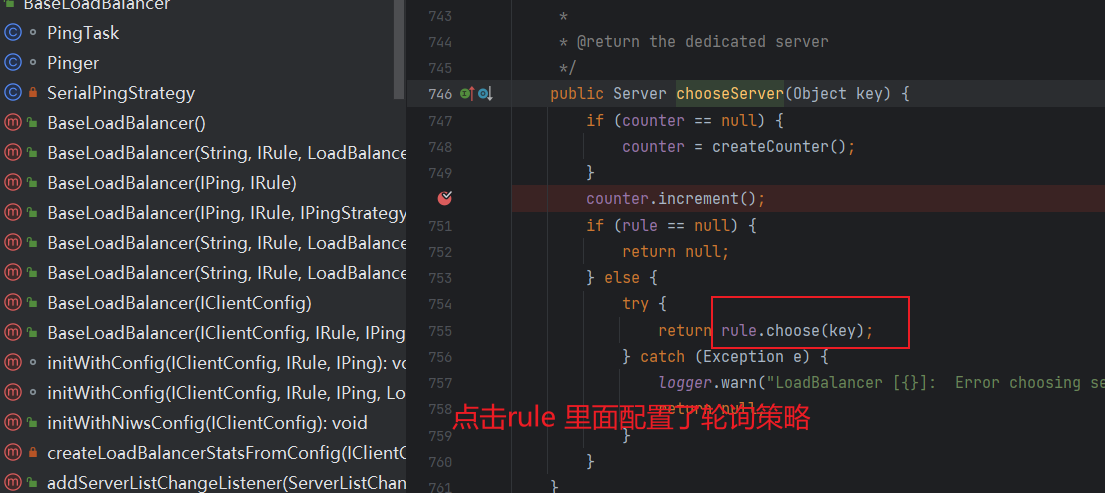 BaseLoadBalancer
PingTask
Pinger
SerialPingStrategy
BaseLoadBalancer()
BaseLoadBalancer(String, IRule, LoadBalance
BaseLoadBalancer(IPing, IRule)
BaseLoadBalancer(IPing, IRule, IPingStrategy
BaseLoadBalancer(String, IRule, LoadBalance
BaseLoadBalancer(String, IRule, LoadBalance
BaseLoadBalancer(IClientConfig)
BaseLoadBalancer(IClientConfig, IRule, IPing
initWithConfig(IClientConfig, IRule, IPing): vo
initWithConfig(IClientConfig, IRule, IPing, Lo
initWithNiwsConfig(IClientConfig): void
createLoadBalancerStatsFromConfig(IClientC
addServerListChangeListener(ServerListChan
743 *
744 * @return the dedicated server
745 */
746 public Server chooseServer(Object key) {
747 if (counter == null) {
748 counter = createCounter();
749 }
counter.increment();
751 if (rule == null) {
752 return null;
753 } else {
754 try {
755 return rule.choose(key);
756 } catch (Exception e) {
757 logger.warn("LoadBalancer [{}]:  Error choosing se
758 return null
点击rule 里面配置了轮询策略
759 }
760 }
761 }